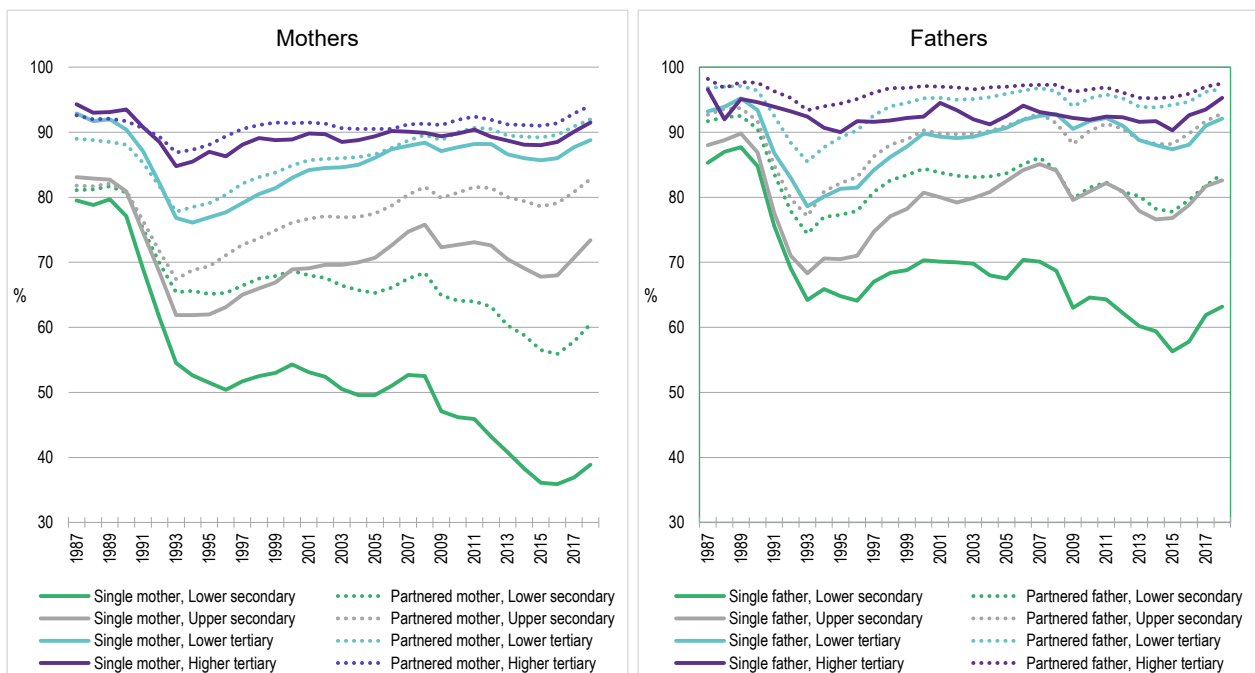 Mothers
100
90
80
70
60
50
40
30
%
1987
1989
1991
1993
1995
1997
1999
2001
2003
2005
2007
2009
2011
2013
2015
2017
Single mother, Lower secondary
Partnered mother, Lower secondary
Single mother, Upper secondary
Partnered mother, Upper secondary
Single mother, Lower tertiary
Partnered mother, Lower tertiary
Single mother, Higher tertiary
Partnered mother, Higher tertiary
Fathers
100
90
80
70
60
50
40
30
%
1987
1989
1991
1993
1995
1997
1999
2001
2003
2005
2007
2009
2011
2013
2015
2017
Single father, Lower secondary
Partnered father, Lower secondary
Single father, Upper secondary
Partnered father, Upper secondary
Single father, Lower tertiary
Partnered father, Lower tertiary
Single father, Higher tertiary
Partnered father, Higher tertiary